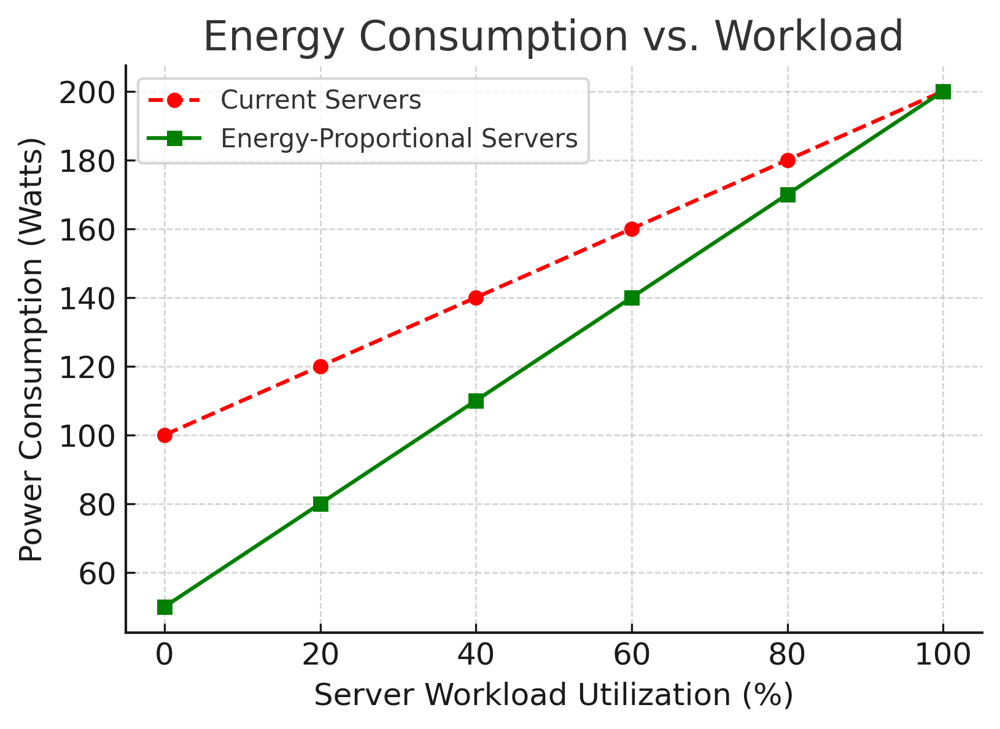 Energy Consumption vs. Workload
Current Servers
Energy-Proportional Servers
Power Consumption (Watts)
200
180
160
140
120
100
80
60
0 20 40 60 80 100
Server Workload Utilization (%)